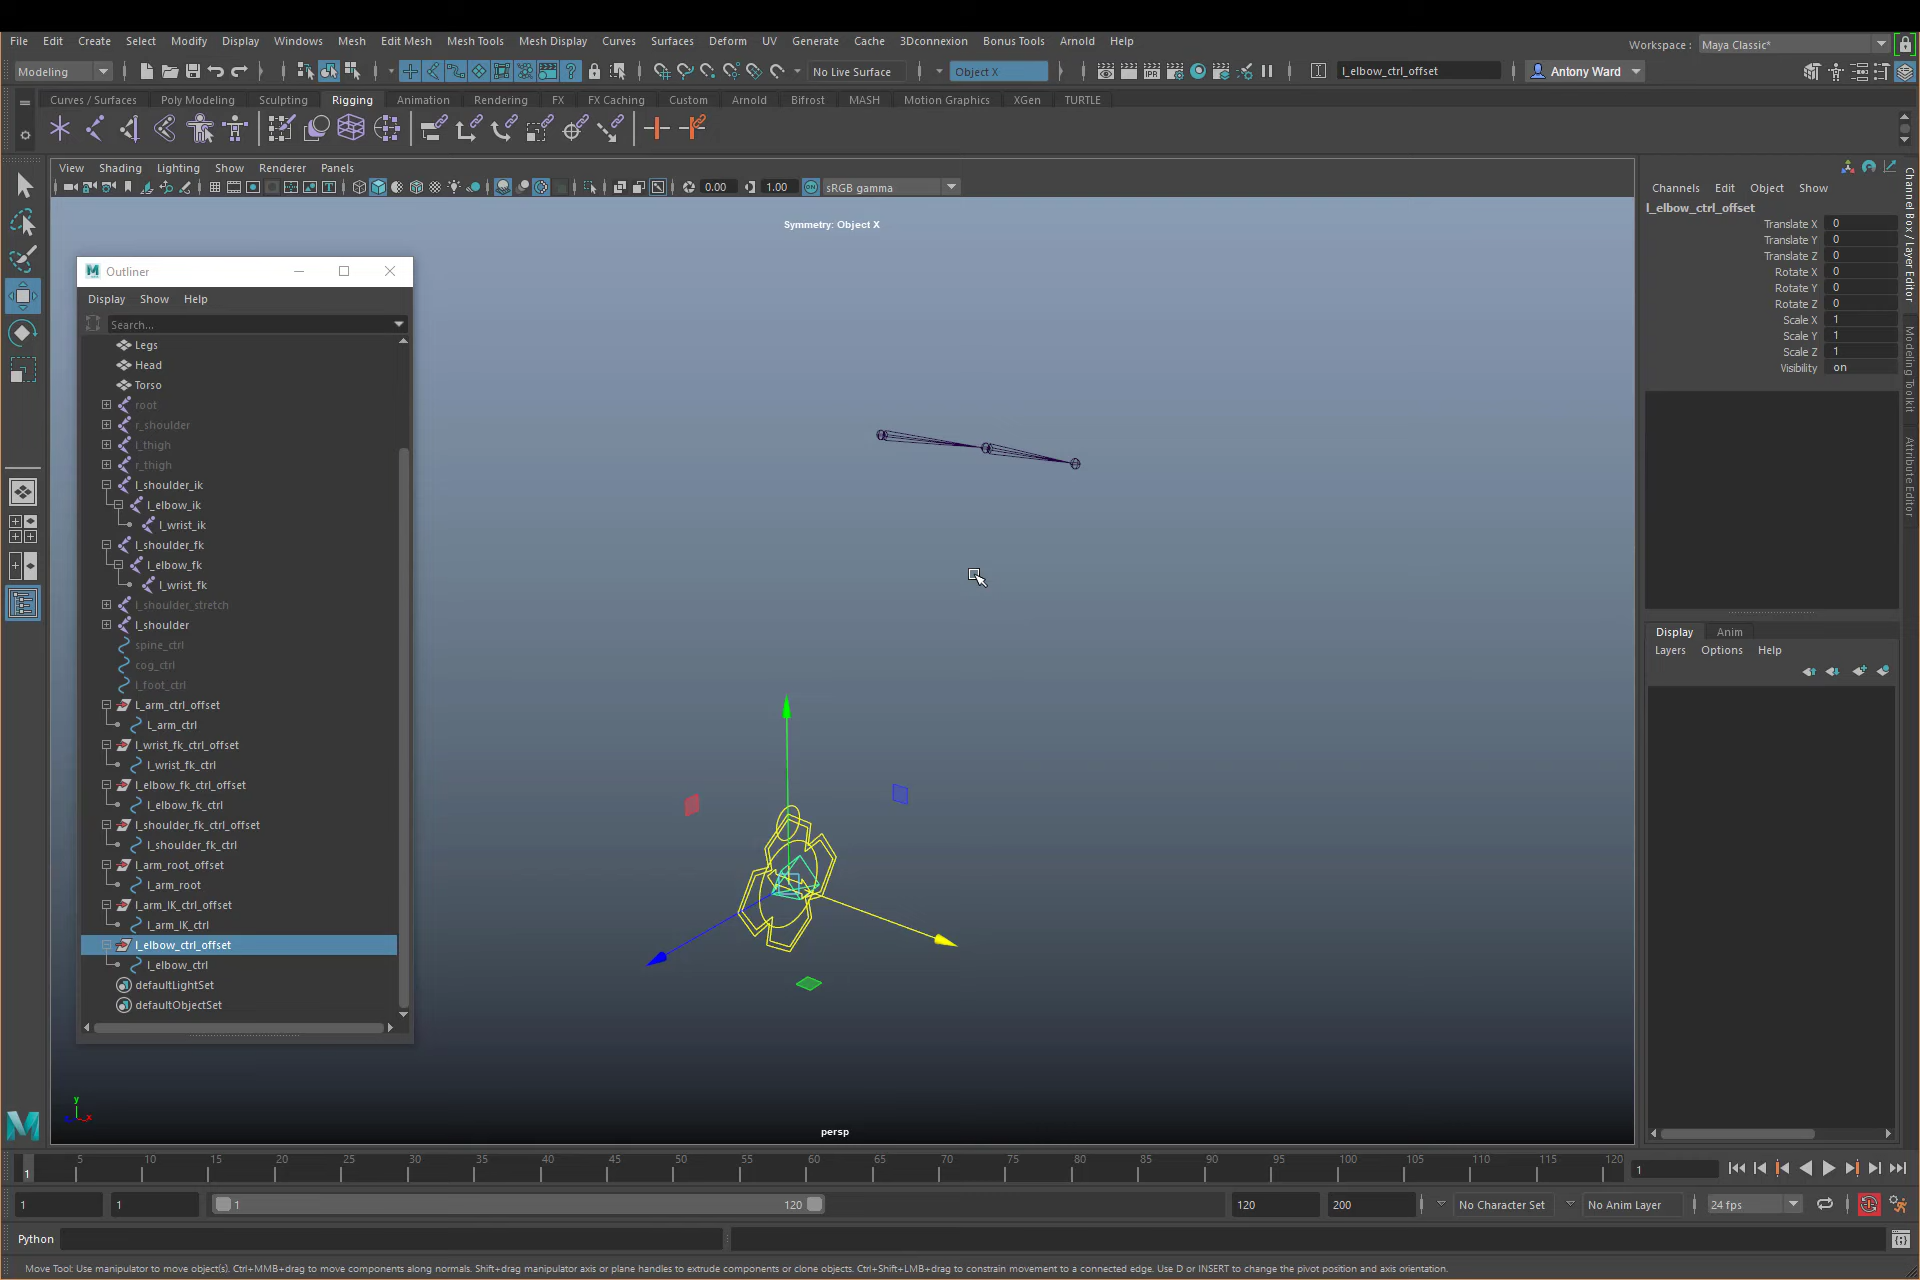 File Edit Create Select Modify Display Windows Mesh Edit Mesh Mesh Tools Mesh Display Curves Surfaces Deform UV Generate Cache 3Dconnexion Bonus Tools Arnold Help
Workspace : Maya Classic*
Modeling No Live Surface Object X l_elbow_ctrl_offset Antony Ward
Curves / Surfaces Poly Modeling Sculpting Rigging Animation Rendering FX FX Caching Custom Arnold Bifrost MASH Motion Graphics XGen TURTLE
View Shading Lighting Show Renderer Panels
0.00 1.00 sRGB gamma
Symmetry: Object X
Outliner
Display Show Help
Search...
Legs
Head
Torso
root
r_shoulder
l_thigh
r_thigh
l_shoulder_ik
l_elbow_ik
l_wrist_ik
l_shoulder_fk
l_elbow_fk
l_wrist_fk
l_shoulder_stretch
l_shoulder
spine_ctrl
cog_ctrl
l_foot_ctrl
L_arm_ctrl_offset
L_arm_ctrl
l_wrist_fk_ctrl_offset
l_wrist_fk_ctrl
l_elbow_fk_ctrl_offset
l_elbow_fk_ctrl
l_shoulder_fk_ctrl_offset
l_shoulder_fk_ctrl
l_arm_root_offset
l_arm_root
l_arm_IK_ctrl_offset
l_arm_IK_ctrl
l_elbow_ctrl_offset
l_elbow_ctrl
defaultLightSet
defaultObjectSet
y
x
persp
Channels Edit Object Show
l_elbow_ctrl_offset
Translate X 0
Translate Y 0
Translate Z 0
Rotate X 0
Rotate Y 0
Rotate Z 0
Scale X 1
Scale Y 1
Scale Z 1
Visibility on
Display Anim
Layers Options Help
Channel Box / Layer Editor
Modeling Toolkit
Attribute Editor
1 5 10 15 20 25 30 35 40 45 50 55 60 65 70 75 80 85 90 95 100 105 110 115 120 1
1 1 1 120 120 200 No Character Set No Anim Layer 24 fps
Python
Move Tool: Use manipulator to move object(s). Ctrl+MMB+drag to move components along normals. Shift+drag manipulator axis or plane handles to extrude components or clone objects. Ctrl+Shift+LMB+drag to constrain movement to a connected edge. Use D or INSERT to change the pivot position and axis orientation.